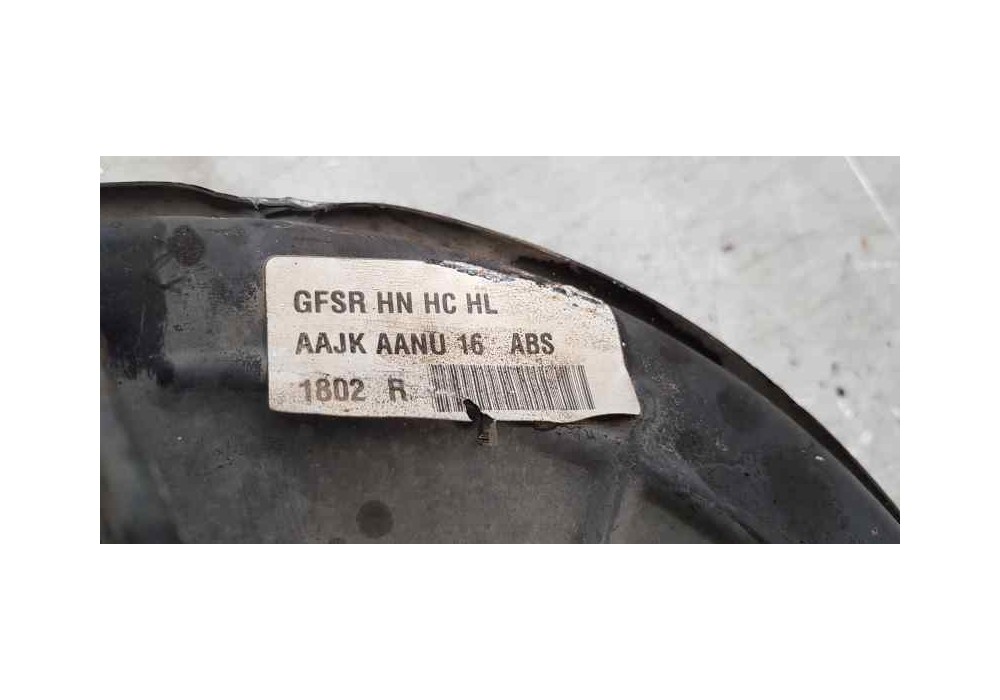 GFSR HN HC HL
AAJK AANU 16 ABS
1802 R